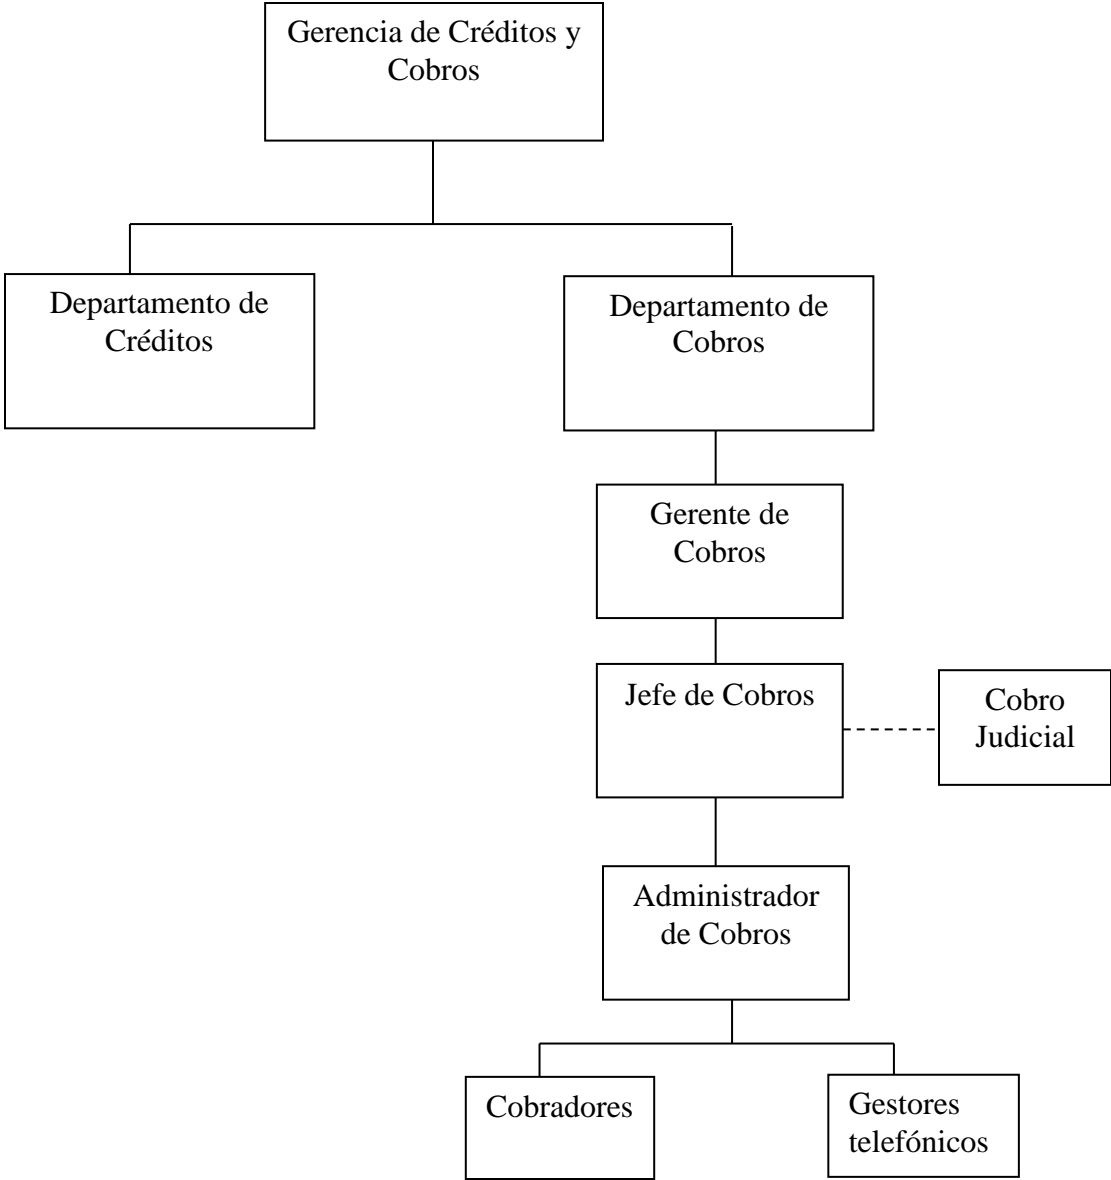 Gerencia de Créditos y
Cobros
Departamento de
Créditos
Departamento de
Cobros
Gerente de
Cobros
Jefe de Cobros
Cobro
Judicial
Administrador
de Cobros
Cobradores
Gestores
telefónicos